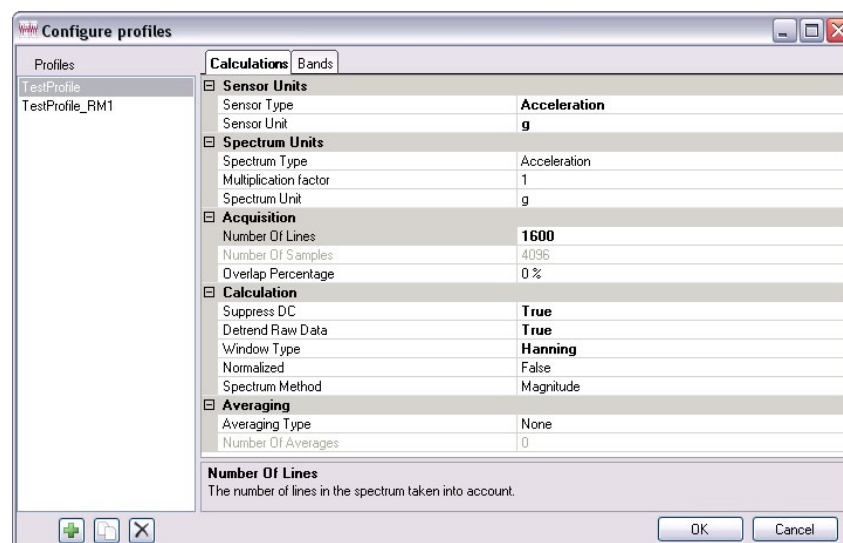 Configure profiles
Profiles
TestProfile
TestProfile_RM1
Calculations Bands
Sensor Units
Sensor Type Acceleration
Sensor Unit g
Spectrum Units
Spectrum Type Acceleration
Multiplication factor 1
Spectrum Unit g
Acquisition
Number Of Lines 1600
Number Of Samples 4096
Overlap Percentage 0 %
Calculation
Suppress DC True
Detrend Raw Data True
Window Type Hanning
Normalized False
Spectrum Method Magnitude
Averaging
Averaging Type None
Number Of Averages 0
Number Of Lines
The number of lines in the spectrum taken into account.
OK Cancel